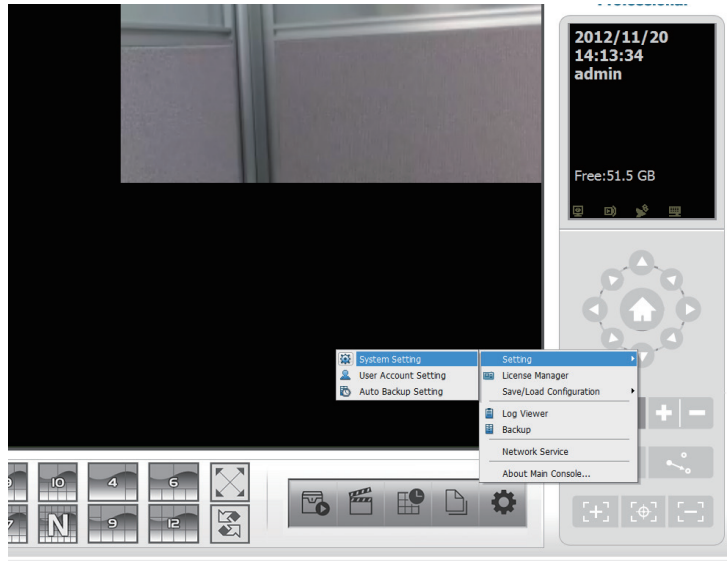 2012/11/20
14:13:34
admin
Free:51.5 GB
System Setting
User Account Setting
Auto Backup Setting
Setting
License Manager
Save/Load Configuration
Log Viewer
Backup
Network Service
About Main Console...
10
4
6
N
9
12